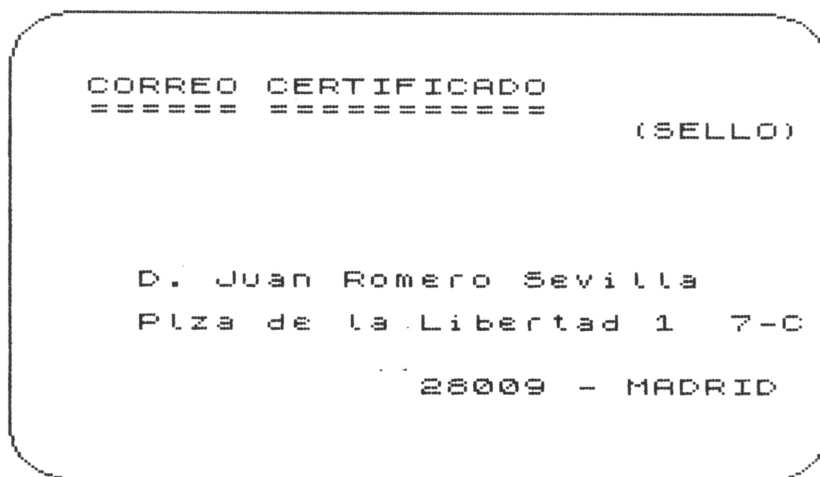 CORREO CERTIFICADO
====== ===========
(SELLO)
D. Juan Romero Sevilla
Plza de la Libertad 1 7-C
28009 - MADRID